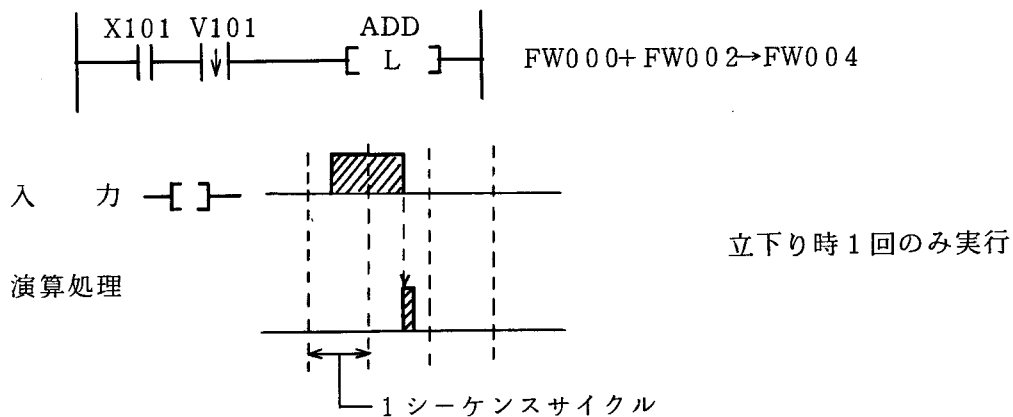 X101 V101 ADD
L FW000+FW002→FW004
入力
立下り時1回のみ実行
演算処理
1シーケンスサイクル